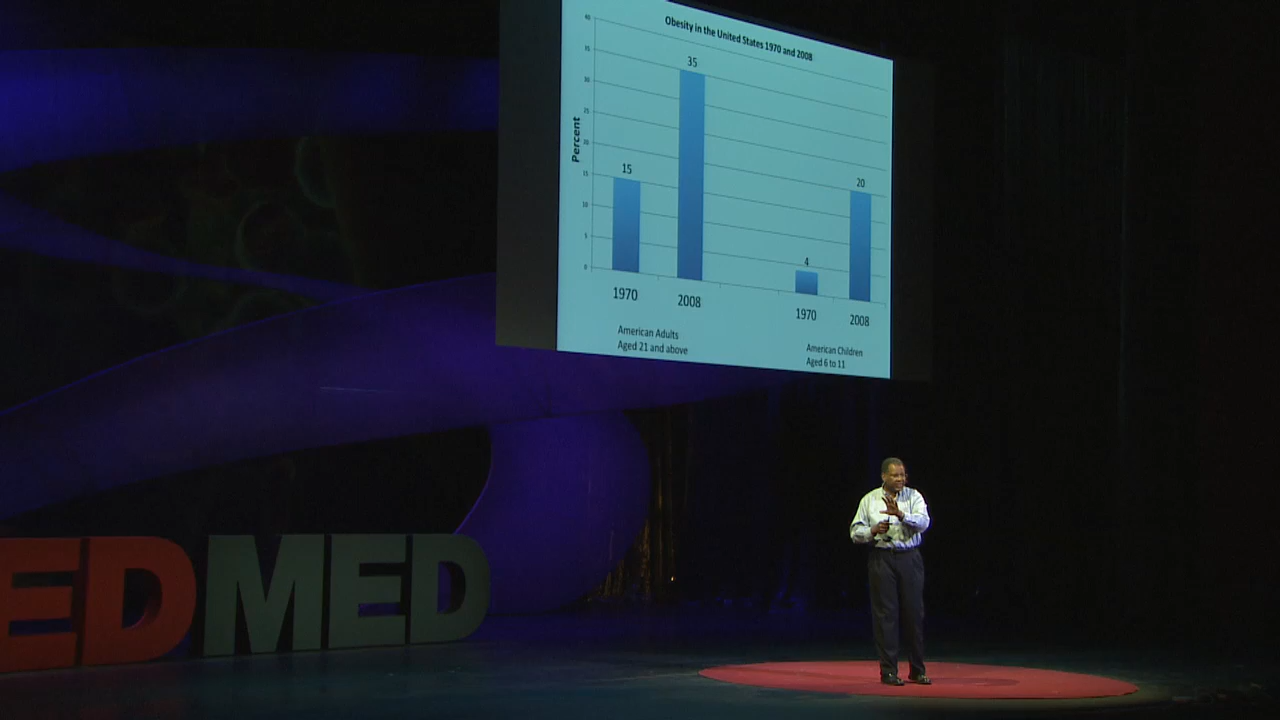 Obesity in the United States 1970 and 2008
Percent
40
35
30
25
20
15
10
5
0
15
35
4
20
1970
2008
1970
2008
American Adults
Aged 21 and above
American Children
Aged 6 to 11
EDMED